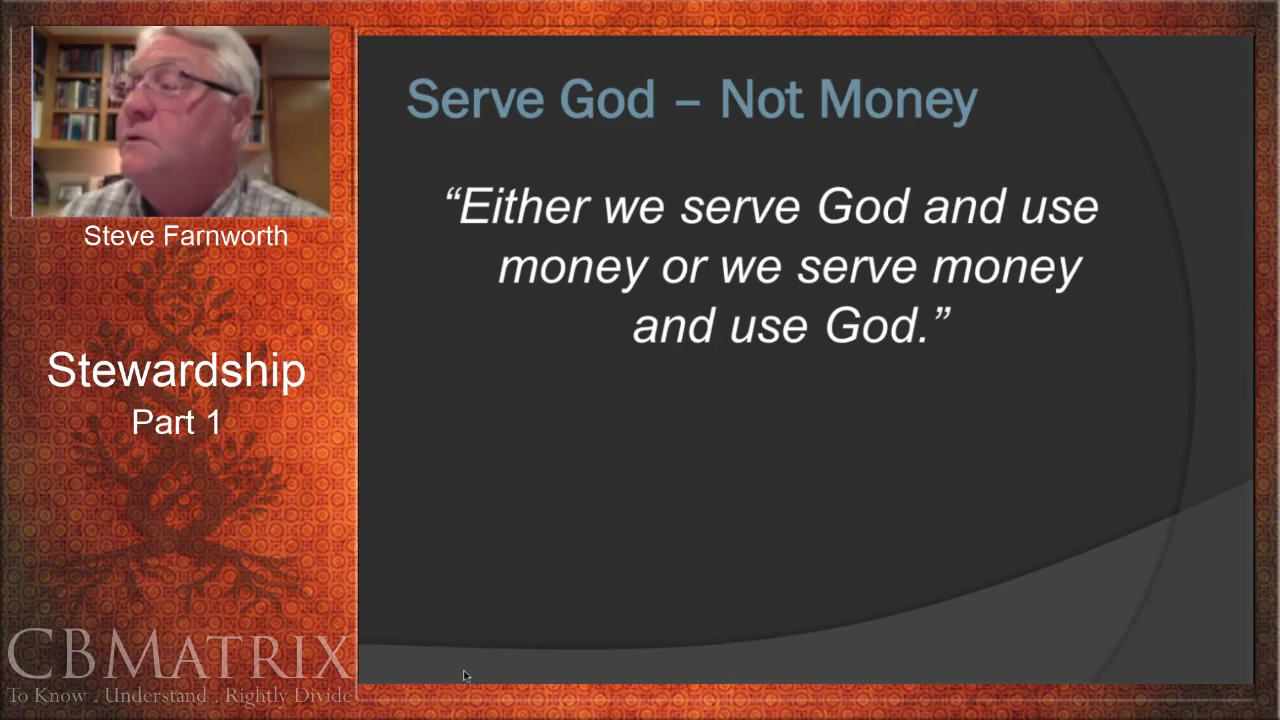 Steve Farnworth
Stewardship
Part 1
CBMATRIX
To Know . Understand . Rightly Divide
Serve God – Not Money
“Either we serve God and use
money or we serve money
and use God.”